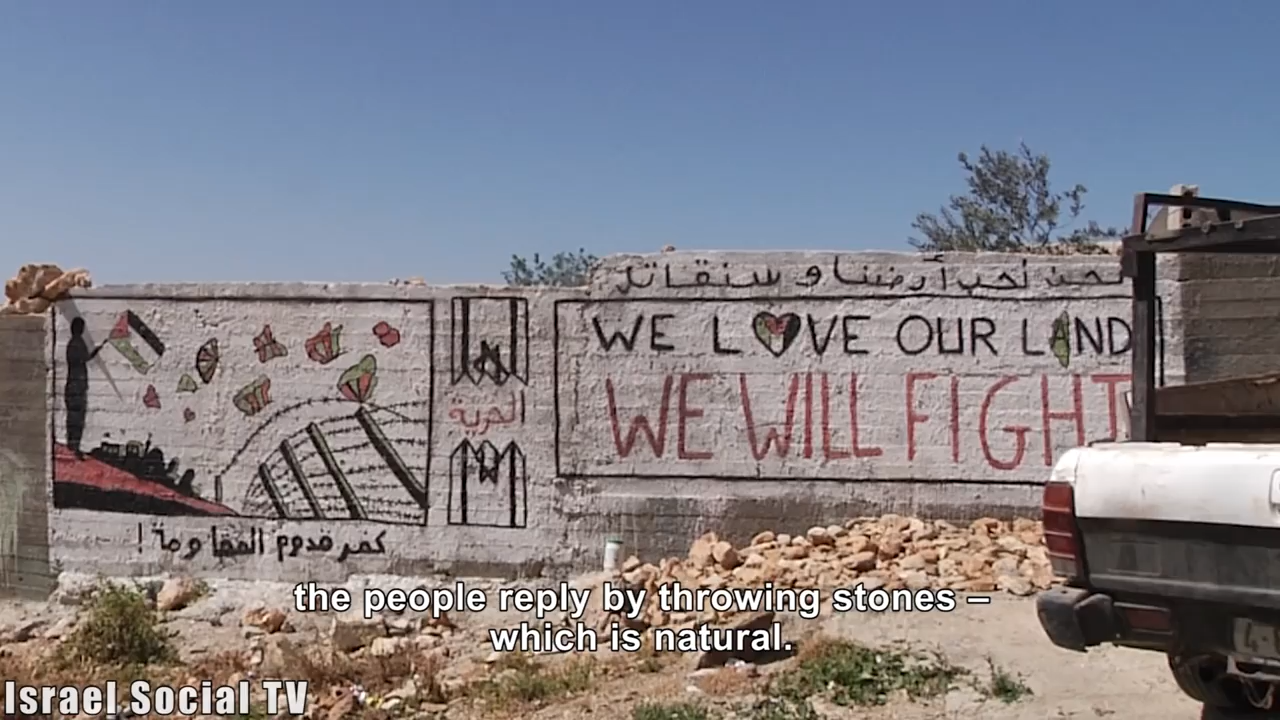 نحن نحب أرضنا و سنقاتل
WE LOVE OUR LAND
WE WILL FIGHT
الحرية
كفر قدوم المقاومة !
the people reply by throwing stones –
which is natural.
Israel Social TV